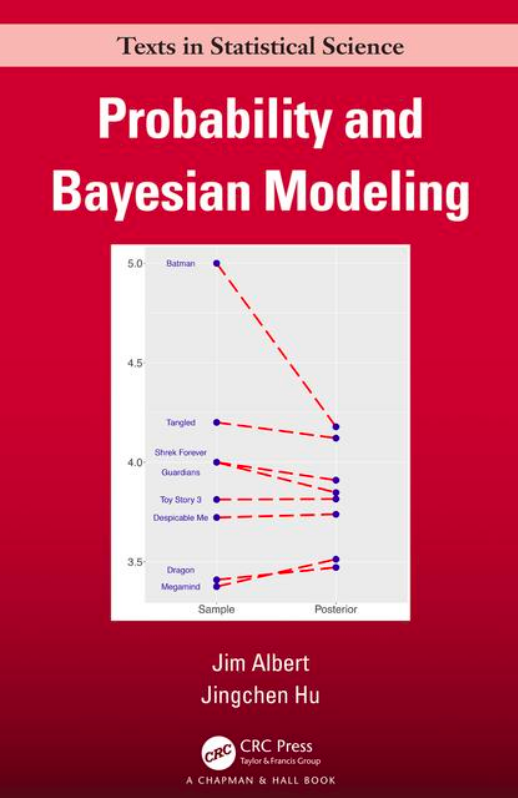 Texts in Statistical Science
Probability and
Bayesian Modeling
5.0
Batman
4.5
Tangled
Shrek Forever
4.0
Guardians
Toy Story 3
Despicable Me
3.5
Dragon
Megamind
Sample
Posterior
Jim Albert
Jingchen Hu
CRC
CRC Press
Taylor & Francis Group
A CHAPMAN & HALL BOOK